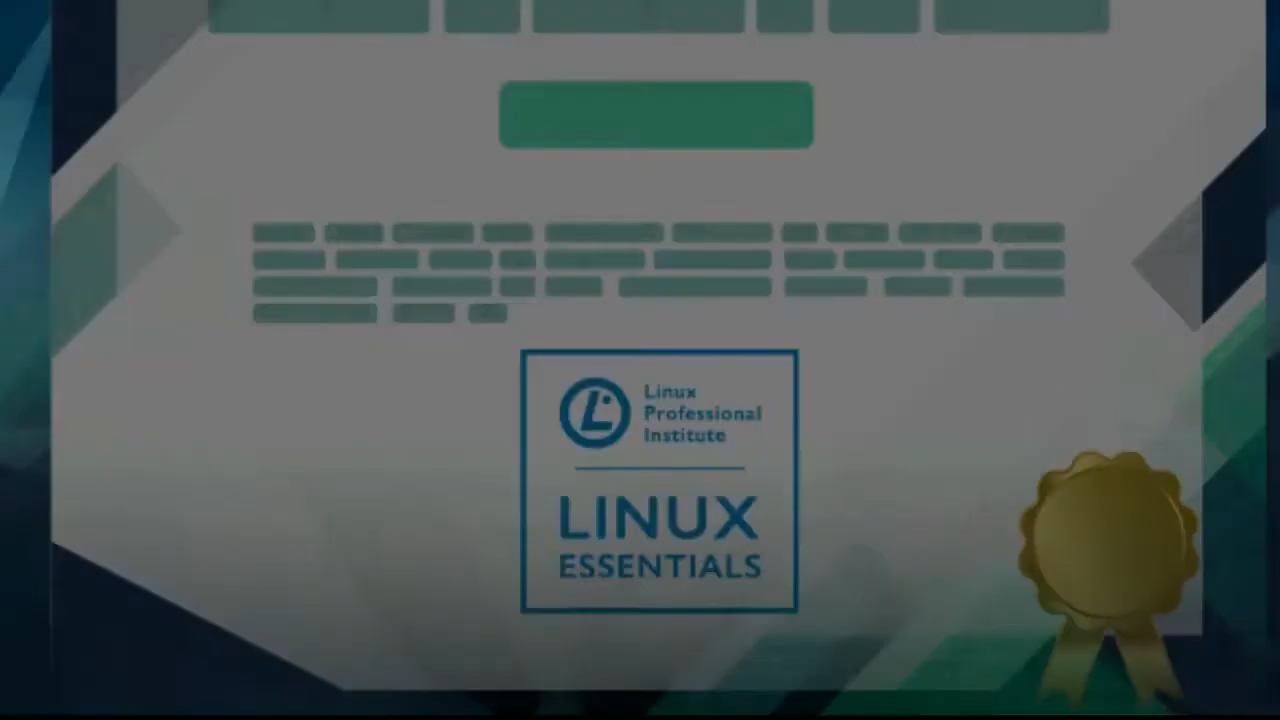 Linux
Professional
Institute
LINUX
ESSENTIALS